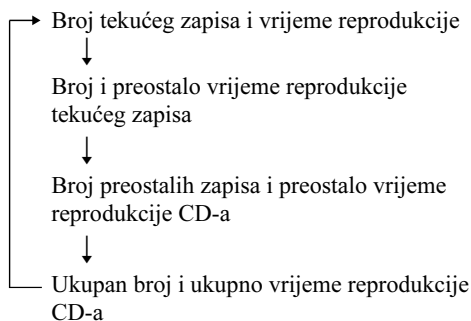 Broj tekućeg zapisa i vrijeme reprodukcije
Broj i preostalo vrijeme reprodukcije
tekućeg zapisa
Broj preostalih zapisa i preostalo vrijeme
reprodukcije CD-a
Ukupan broj i ukupno vrijeme reprodukcije
CD-a